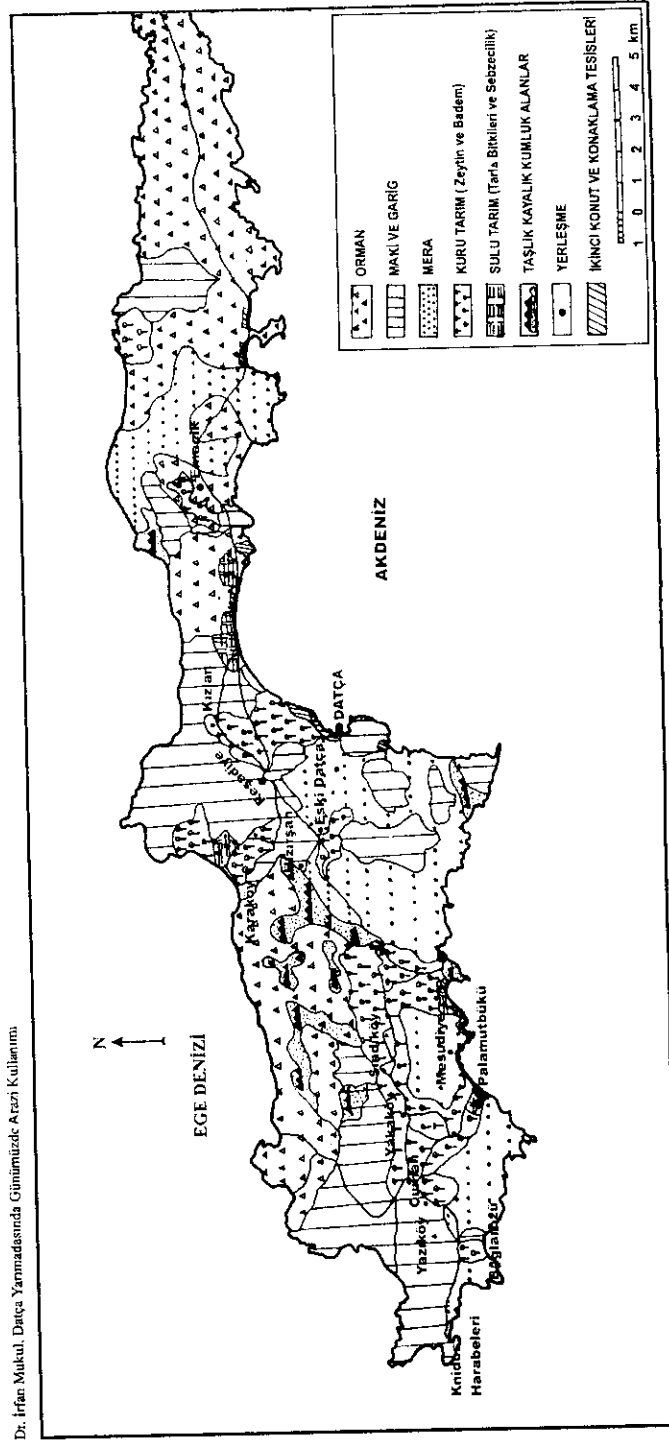 Dr. İrfan Mukul, Datça Yarımadasında Günümüzde Arazi Kullanımı
N
EGE DENİZİ
AKDENİZ
Karaköy
Reşadiye
Kızlan
Eski Datça
DATÇA
Yakaköy
Yazıköy
Mesudiye
Palamutbükü
Knidos
Harabeleri
ORMAN
MAKİ VE GARİG
MERA
KURU TARIM ( Zeytin ve Badem)
SULU TARIM (Tarla Bitkileri ve Sebzecilik)
TAŞLIK KAYALIK KUMLUK ALANLAR
YERLEŞME
İKİNCİ KONUT VE KONAKLAMA TESİSLERİ
1 0 1 2 3 4 5 km